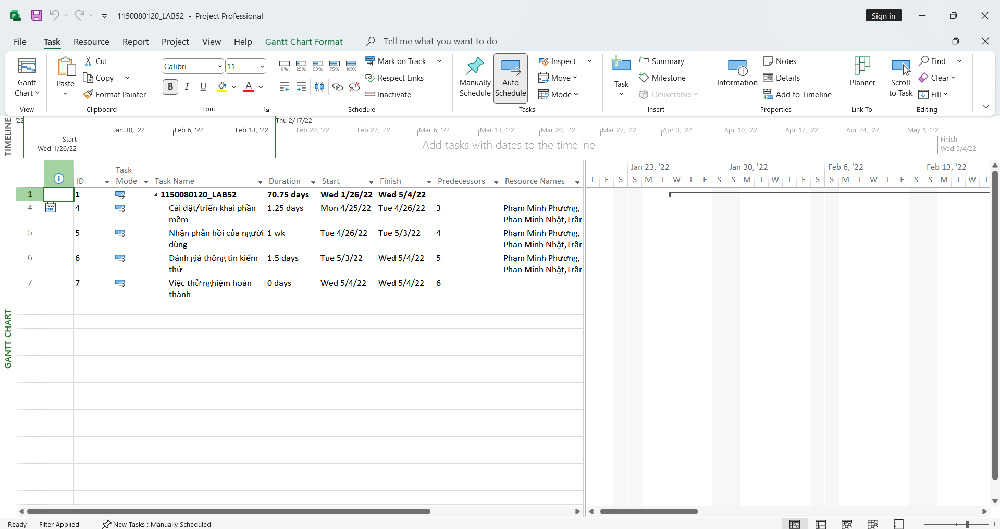 1150080120_LAB52 - Project Professional
Sign in
File Task Resource Report Project View Help Gantt Chart Format Tell me what you want to do
Gantt Chart
View
Paste
Cut
Copy
Format Painter
Clipboard
Calibri 11
B I U A
Font
0% 25% 50% 75% 100%
Mark on Track
Respect Links
Inactivate
Schedule
Manually Schedule
Auto Schedule
Inspect
Move
Mode
Tasks
Task
Summary
Milestone
Deliverable
Insert
Information
Notes
Details
Add to Timeline
Properties
Planner
Link To
Scroll to Task
Find
Clear
Fill
Editing
TIMELINE
'22
Thu 2/17/22
Jan 30, '22 Feb 6, '22 Feb 13, '22 Feb 20, '22 Feb 27, '22 Mar 6, '22 Mar 13, '22 Mar 20, '22 Mar 27, '22 Apr 3, '22 Apr 10, '22 Apr 17, '22 Apr 24, '22 May 1, '22
Start
Wed 1/26/22
Add tasks with dates to the timeline
Finish
Wed 5/4/22
GANTT CHART
ID Task Mode Task Name Duration Start Finish Predecessors Resource Names
Jan 23, '22 Jan 30, '22 Feb 6, '22 Feb 13, '22
T F S S M T W T F S S M T W T F S S M T W T F S S M T W T
1 1 1150080120_LAB52 70.75 days Wed 1/26/22 Wed 5/4/22
4 4 Cài đặt/triển khai phần 1.25 days Mon 4/25/22 Tue 4/26/22 3 Phạm Minh Phương,
mềm Phan Minh Nhật,Trần
5 5 Nhận phản hồi của người 1 wk Tue 4/26/22 Tue 5/3/22 4 Phạm Minh Phương,
dùng Phan Minh Nhật,Trần
6 6 Đánh giá thông tin kiểm 1.5 days Tue 5/3/22 Wed 5/4/22 5 Phạm Minh Phương,
thử Phan Minh Nhật,Trần
7 7 Việc thử nghiệm hoàn 0 days Wed 5/4/22 Wed 5/4/22 6
thành
Ready Filter Applied New Tasks : Manually Scheduled